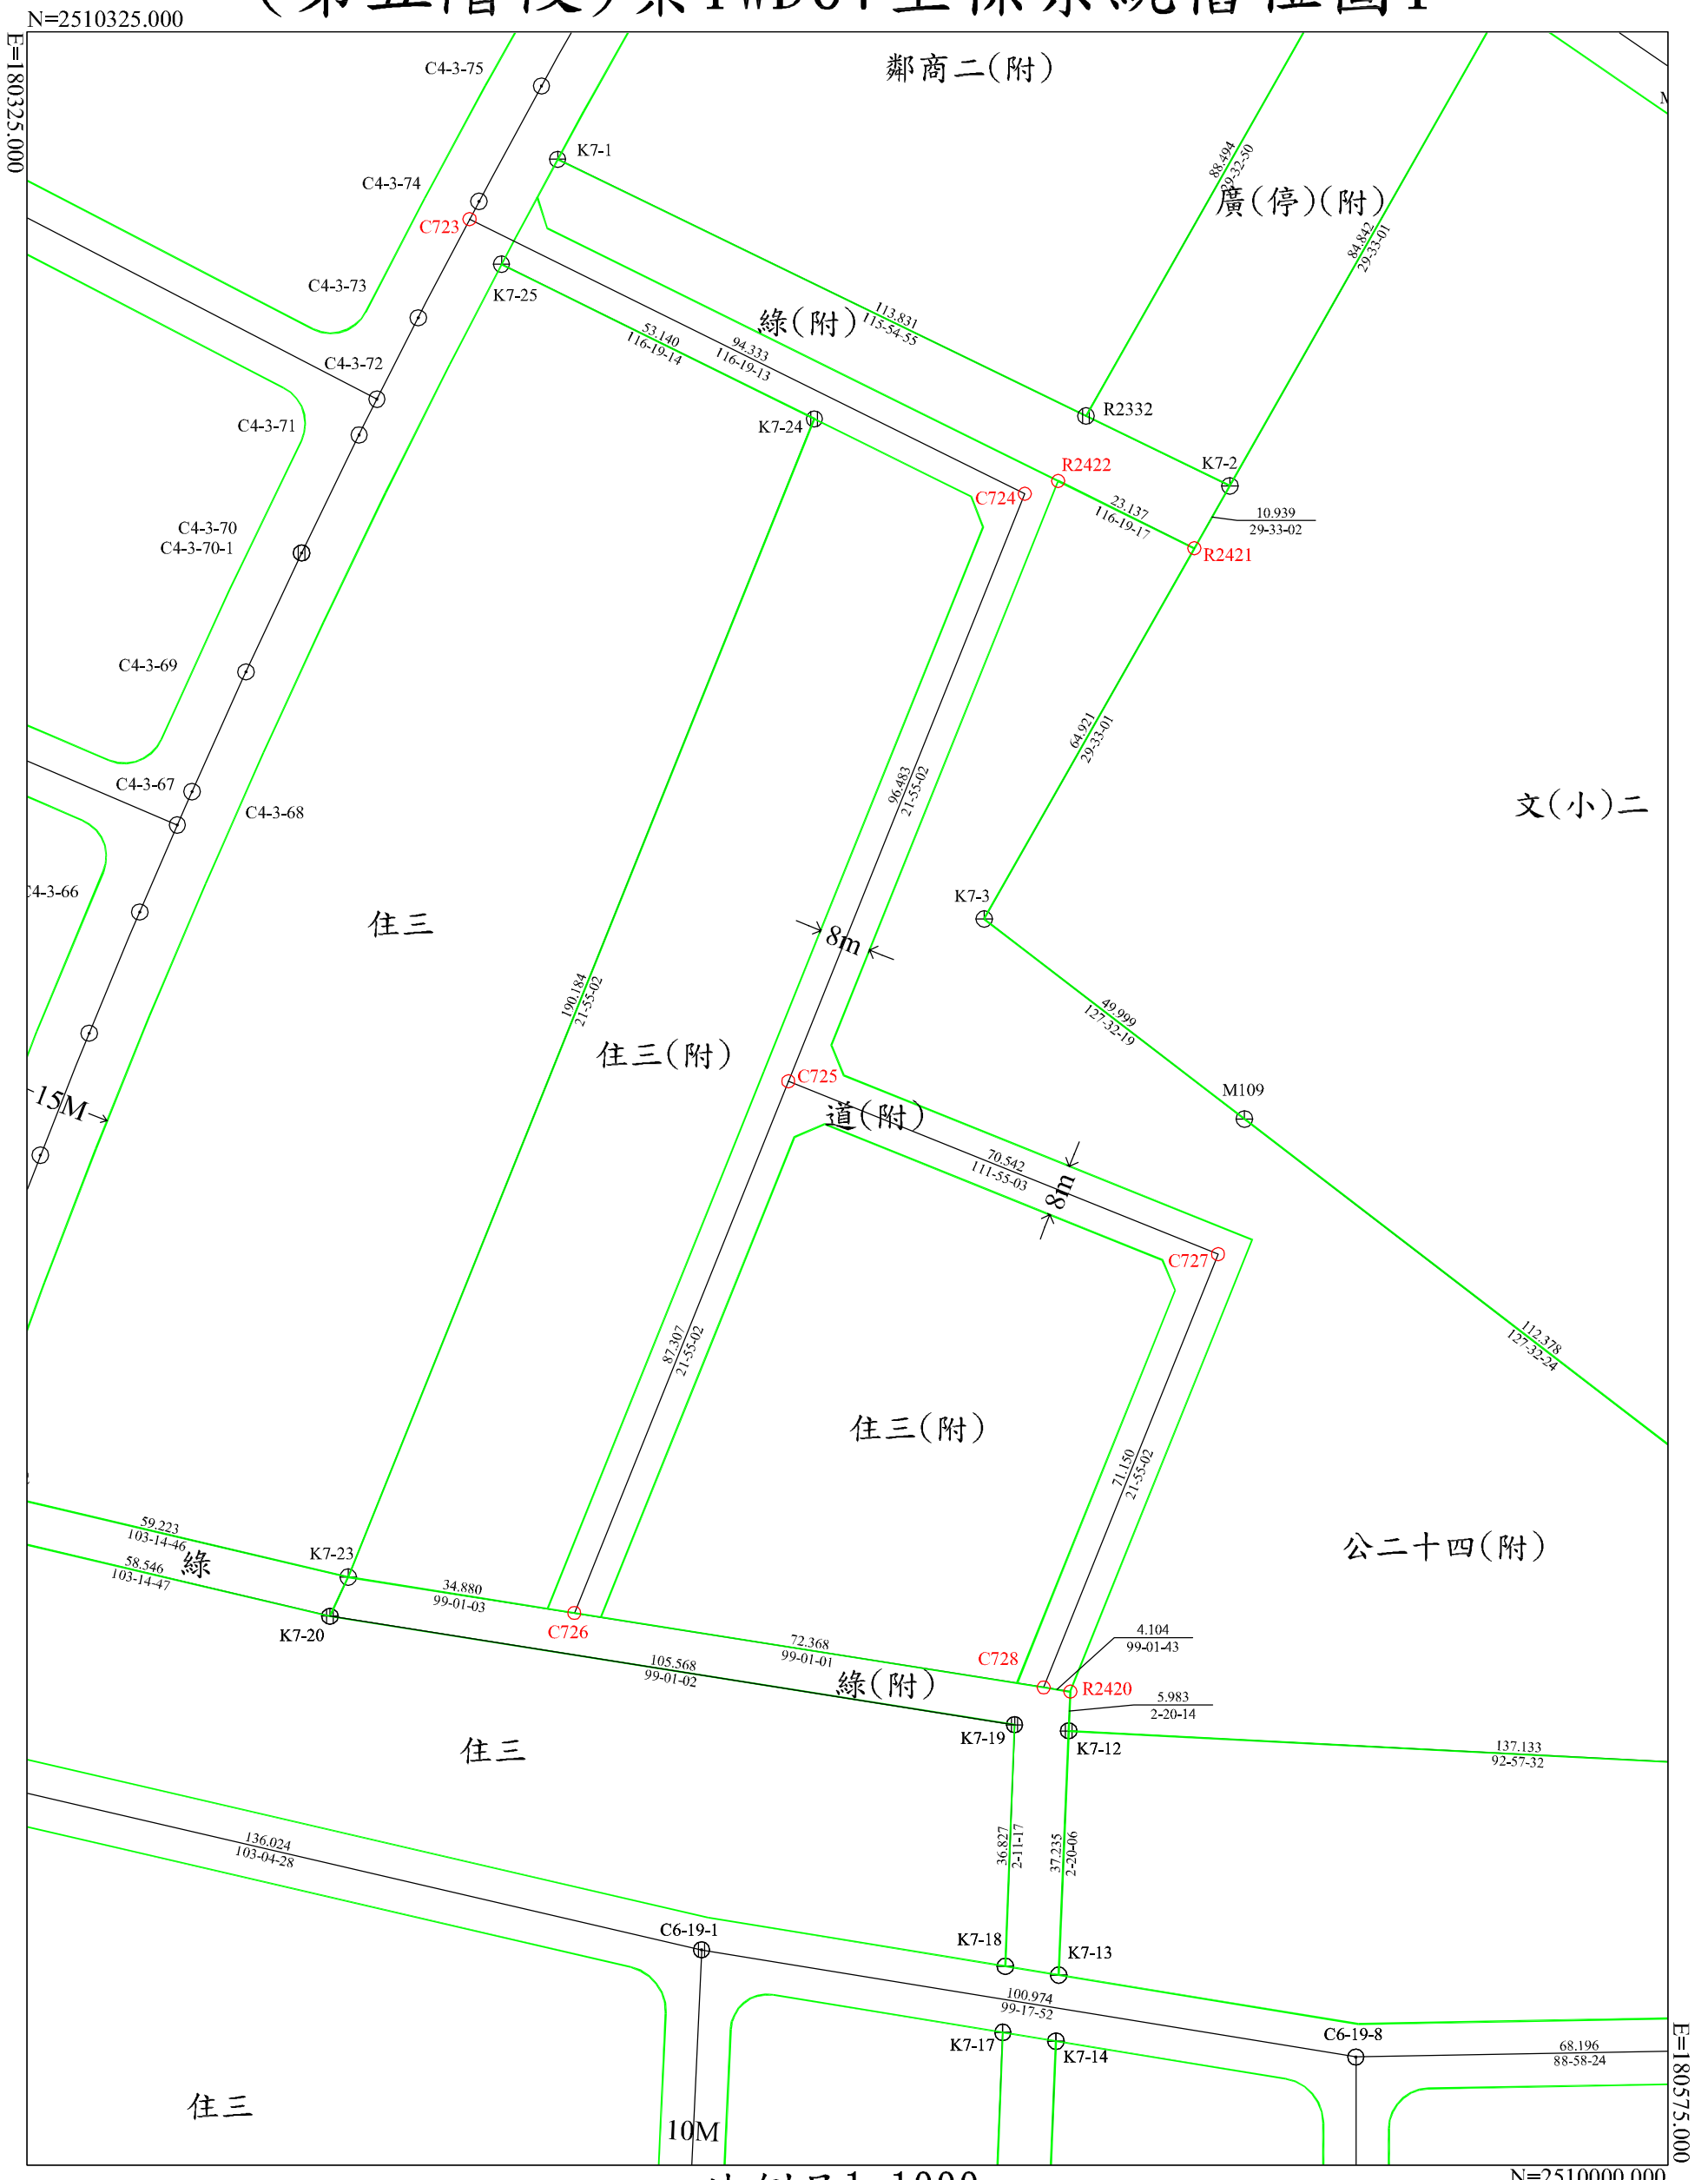 N=2510325.000
E=180325.000
C4-3-75
鄰商二(附)
K7-1
88.494
29-32-50
C4-3-74
廣(停)(附)
C723
84.842
29-33-01
C4-3-73
K7-25
綠(附)
113.831
115-54-55
53.140
116-19-14
94.333
116-19-13
C4-3-72
R2332
C4-3-71
K7-24
R2422
K7-2
C724
23.137
116-19-17
10.939
29-33-02
C4-3-70
C4-3-70-1
R2421
C4-3-69
64.921
29-33-01
96.483
21-55-02
C4-3-67
C4-3-68
文(小)二
K7-3
住三
8m
190.184
21-55-02
49.999
127-32-19
住三(附)
C725
M109
15M
道(附)
70.542
111-55-03
8m
C727
87.307
21-55-02
112.378
127-32-24
住三(附)
71.150
21-55-02
59.223
103-14-46
綠
58.546
103-14-47
K7-23
公二十四(附)
34.880
99-01-03
K7-20
C726
72.368
99-01-01
C728
4.104
99-01-43
105.568
99-01-02
綠(附)
R2420
5.983
2-20-14
K7-19
K7-12
住三
137.133
92-57-32
36.827
2-11-17
37.235
2-20-06
136.024
103-04-28
C6-19-1
K7-18
K7-13
100.974
99-17-52
K7-17
K7-14
C6-19-8
68.196
88-58-24
住三
10M
E=180575.000